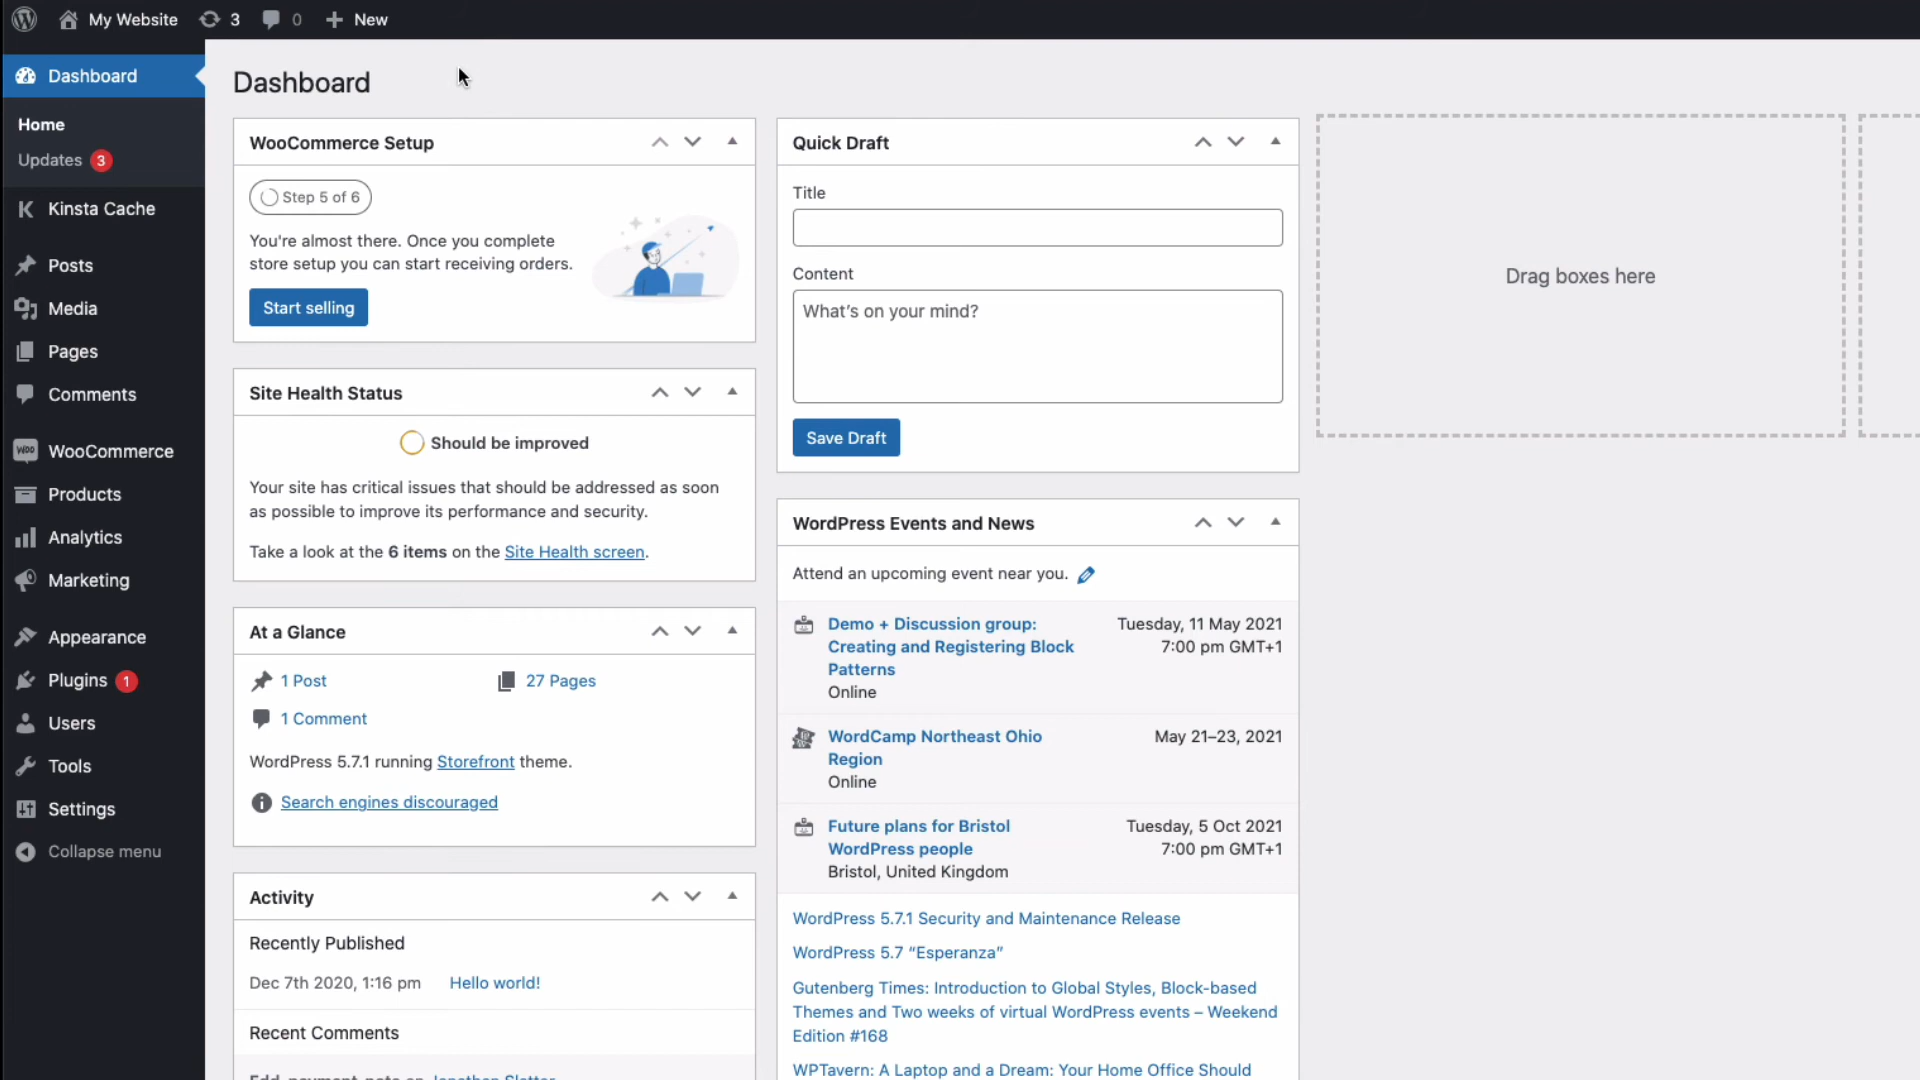 My Website 3 0 + New
Dashboard
Home
Updates 3
Kinsta Cache
Posts
Media
Pages
Comments
WooCommerce
Products
Analytics
Marketing
Appearance
Plugins 1
Users
Tools
Settings
Collapse menu
Dashboard
WooCommerce Setup
Step 5 of 6
You're almost there. Once you complete
store setup you can start receiving orders.
Start selling
Site Health Status
Should be improved
Your site has critical issues that should be addressed as soon
as possible to improve its performance and security.
Take a look at the 6 items on the Site Health screen.
At a Glance
1 Post 27 Pages
1 Comment
WordPress 5.7.1 running Storefront theme.
Search engines discouraged
Activity
Recently Published
Dec 7th 2020, 1:16 pm Hello world!
Recent Comments
Quick Draft
Title
Content
What's on your mind?
Save Draft
WordPress Events and News
Attend an upcoming event near you.
Demo + Discussion group: Tuesday, 11 May 2021
Creating and Registering Block 7:00 pm GMT+1
Patterns
Online
WordCamp Northeast Ohio May 21–23, 2021
Region
Online
Future plans for Bristol Tuesday, 5 Oct 2021
WordPress people 7:00 pm GMT+1
Bristol, United Kingdom
WordPress 5.7.1 Security and Maintenance Release
WordPress 5.7 “Esperanza”
Gutenberg Times: Introduction to Global Styles, Block-based
Themes and Two weeks of virtual WordPress events – Weekend
Edition #168
WPTavern: A Laptop and a Dream: Your Home Office Should
Drag boxes here